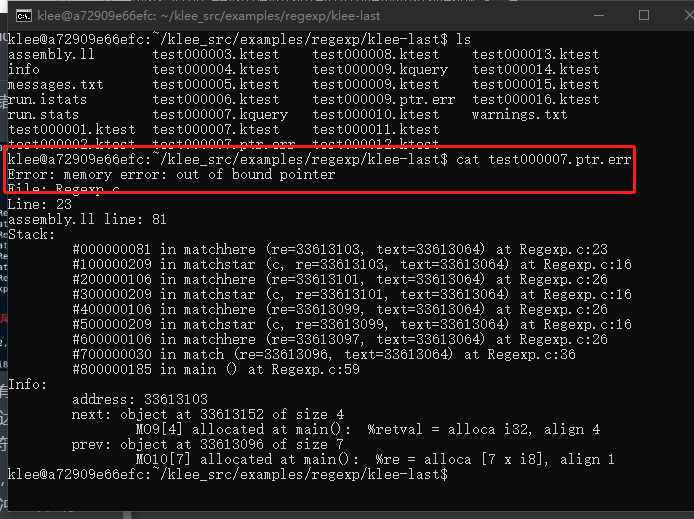 klee@a72909e66efc: ~/klee_src/examples/regexp/klee-last
klee@a72909e66efc:~/klee_src/examples/regexp/klee-last$ ls
assembly.ll test000003.ktest test000008.ktest test000013.ktest
info test000004.ktest test000009.kquery test000014.ktest
messages.txt test000005.ktest test000009.ktest test000015.ktest
run.istats test000006.ktest test000009.ptr.err test000016.ktest
run.stats test000007.kquery test000010.ktest warnings.txt
test000001.ktest test000007.ktest test000011.ktest
test000002.ktest test000007.ptr.err test000012.ktest
klee@a72909e66efc:~/klee_src/examples/regexp/klee-last$ cat test000007.ptr.err
Error: memory error: out of bound pointer
File: Regexp.c
Line: 23
assembly.ll line: 81
Stack:
#000000081 in matchhere (re=33613103, text=33613064) at Regexp.c:23
#100000209 in matchstar (c, re=33613103, text=33613064) at Regexp.c:16
#200000106 in matchhere (re=33613101, text=33613064) at Regexp.c:26
#300000209 in matchstar (c, re=33613101, text=33613064) at Regexp.c:16
#400000106 in matchhere (re=33613099, text=33613064) at Regexp.c:26
#500000209 in matchstar (c, re=33613099, text=33613064) at Regexp.c:16
#600000106 in matchhere (re=33613097, text=33613064) at Regexp.c:26
#700000030 in match (re=33613096, text=33613064) at Regexp.c:36
#800000185 in main () at Regexp.c:59
Info:
address: 33613103
next: object at 33613152 of size 4
MO9[4] allocated at main():  %retval = alloca i32, align 4
prev: object at 33613096 of size 7
MO10[7] allocated at main():  %re = alloca [7 x i8], align 1
klee@a72909e66efc:~/klee_src/examples/regexp/klee-last$